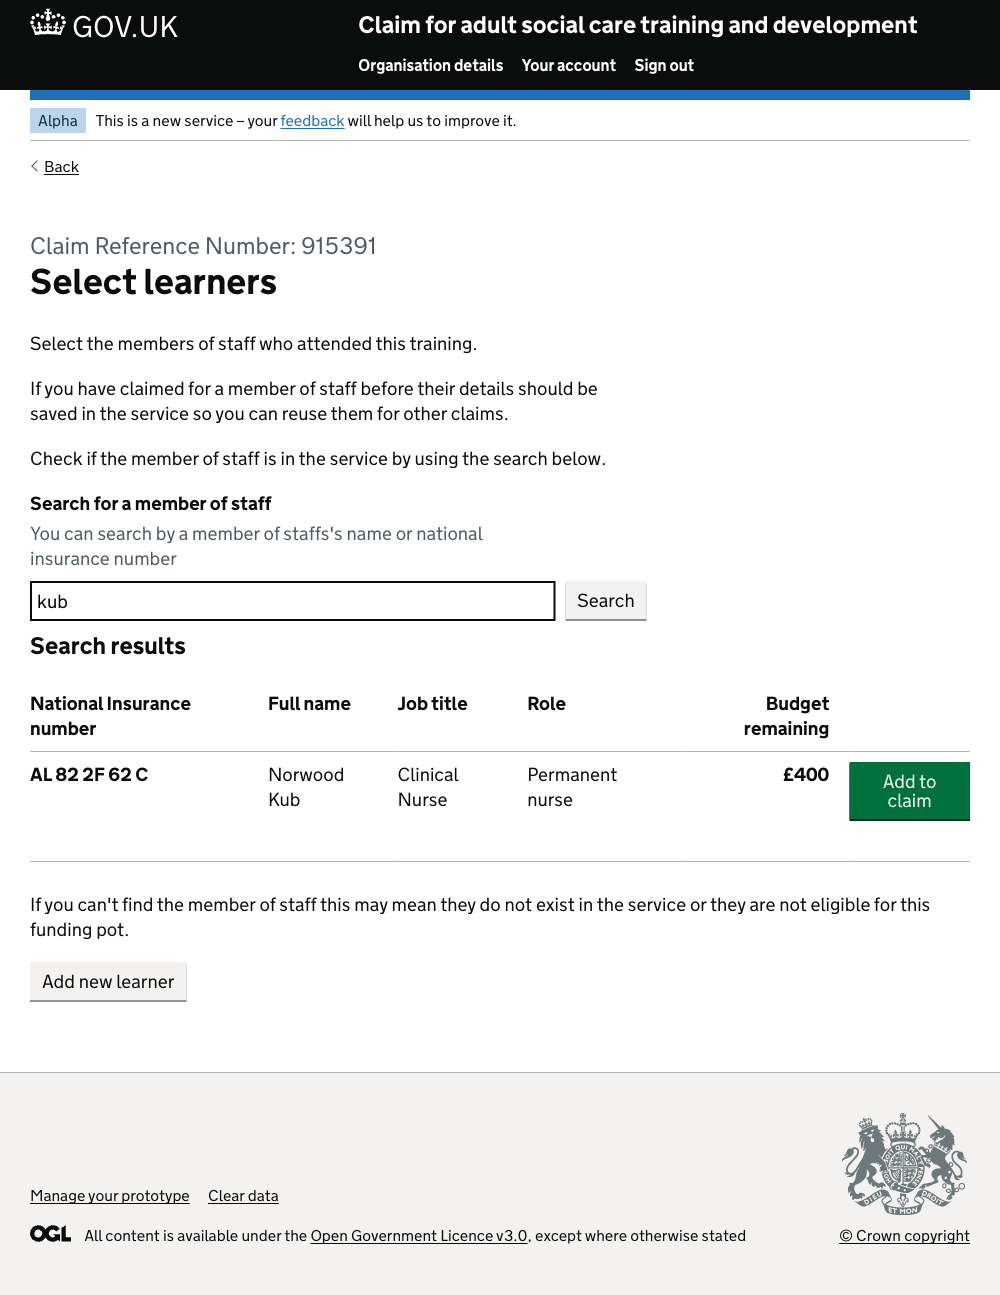 GOV.UK
Claim for adult social care training and development
Organisation details Your account Sign out
Alpha This is a new service – your feedback will help us to improve it.
Back
Claim Reference Number: 915391
Select learners
Select the members of staff who attended this training.
If you have claimed for a member of staff before their details should be
saved in the service so you can reuse them for other claims.
Check if the member of staff is in the service by using the search below.
Search for a member of staff
You can search by a member of staffs's name or national
insurance number
kub Search
Search results
National Insurance number Full name Job title Role Budget remaining
AL 82 2F 62 C Norwood Kub Clinical Nurse Permanent nurse £400 Add to claim
If you can't find the member of staff this may mean they do not exist in the service or they are not eligible for this
funding pot.
Add new learner
Manage your prototype Clear data
OGL All content is available under the Open Government Licence v3.0, except where otherwise stated
© Crown copyright